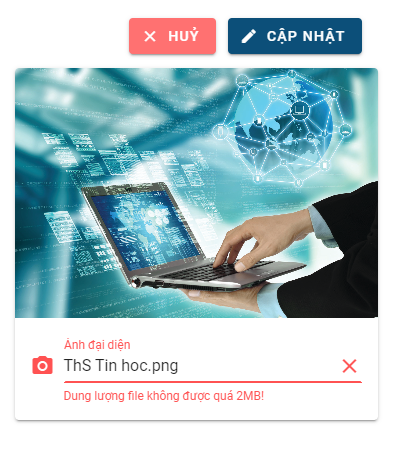 HUỶ
CẬP NHẬT
Ảnh đại diện
ThS Tin hoc.png
Dung lượng file không được quá 2MB!